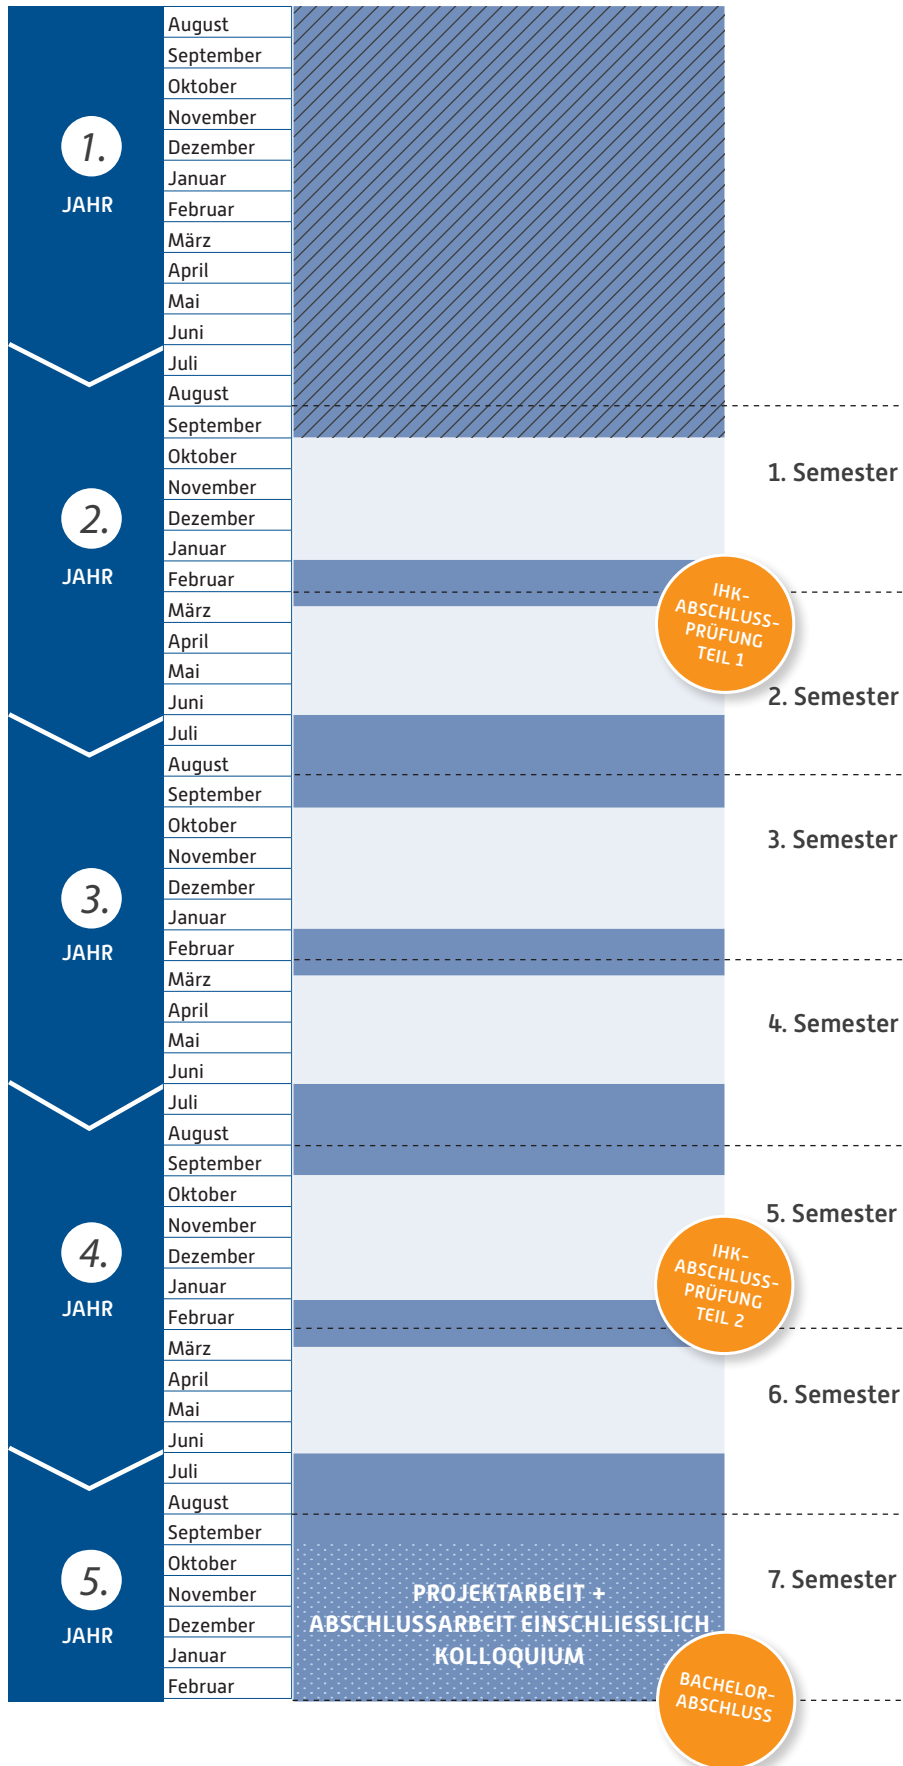 1.
JAHR
August
September
Oktober
November
Dezember
Januar
Februar
März
April
Mai
Juni
Juli
2.
JAHR
August
September
Oktober
November
Dezember
Januar
Februar
März
April
Mai
Juni
1. Semester
IHK-
ABSCHLUSS-
PRÜFUNG
TEIL 1
2. Semester
3.
JAHR
Juli
August
September
Oktober
November
Dezember
Januar
Februar
März
April
Mai
Juni
3. Semester
4. Semester
4.
JAHR
Juli
August
September
Oktober
November
Dezember
Januar
Februar
März
April
Mai
Juni
5. Semester
IHK-
ABSCHLUSS-
PRÜFUNG
TEIL 2
6. Semester
5.
JAHR
Juli
August
September
Oktober
November
Dezember
Januar
Februar
PROJEKTARBEIT +
ABSCHLUSSARBEIT EINSCHLIESSLICH
KOLLOQUIUM
7. Semester
BACHELOR-
ABSCHLUSS